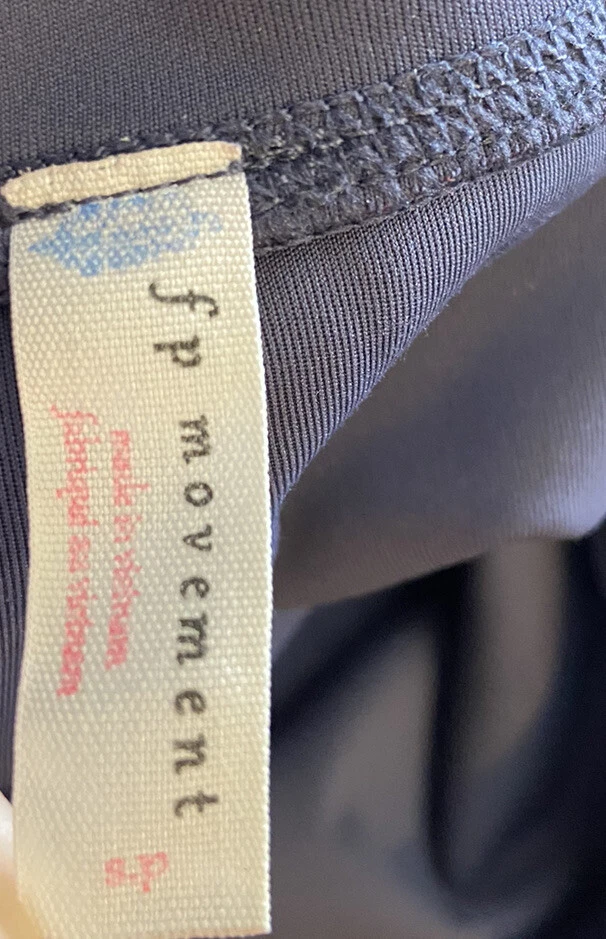 fp movement
made in vietnam
fabriqué au vietnam